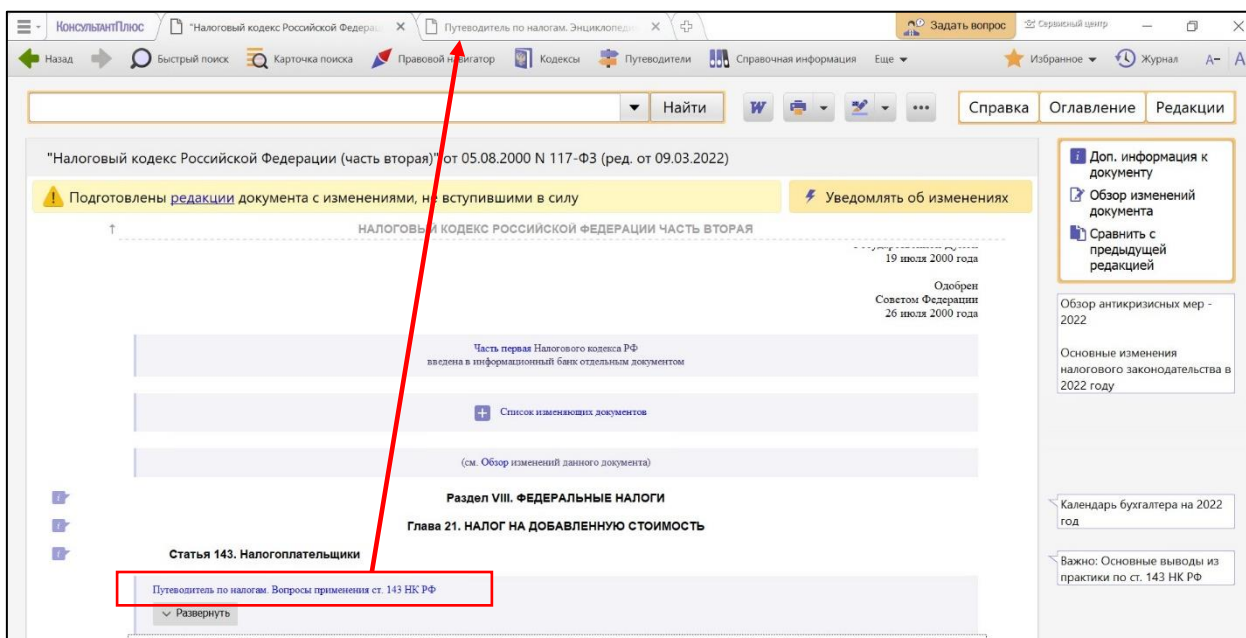 КонсультантПлюс
"Налоговый кодекс Российской Федера
Путеводитель по налогам. Энциклопеди
Задать вопрос
Сервисный центр
Назад
Быстрый поиск
Карточка поиска
Правовой навигатор
Кодексы
Путеводители
Справочная информация
Еще
Избранное
Журнал
А−
А
Найти
W
Справка
Оглавление
Редакции
"Налоговый кодекс Российской Федерации (часть вторая)" от 05.08.2000 N 117-ФЗ (ред. от 09.03.2022)
Подготовлены редакции документа с изменениями, не вступившими в силу
Уведомлять об изменениях
НАЛОГОВЫЙ КОДЕКС РОССИЙСКОЙ ФЕДЕРАЦИИ ЧАСТЬ ВТОРАЯ
19 июля 2000 года
Одобрен
Советом Федерации
26 июля 2000 года
Часть первая Налогового кодекса РФ
введена в информационный банк отдельным документом
Список изменяющих документов
(см. Обзор изменений данного документа)
Раздел VIII. ФЕДЕРАЛЬНЫЕ НАЛОГИ
Глава 21. НАЛОГ НА ДОБАВЛЕННУЮ СТОИМОСТЬ
Статья 143. Налогоплательщики
Путеводитель по налогам. Вопросы применения ст. 143 НК РФ
Развернуть
Доп. информация к
документу
Обзор изменений
документа
Сравнить с
предыдущей
редакцией
Обзор антикризисных мер -
2022
Основные изменения
налогового законодательства в
2022 году
Календарь бухгалтера на 2022
год
Важно: Основные выводы из
практики по ст. 143 НК РФ